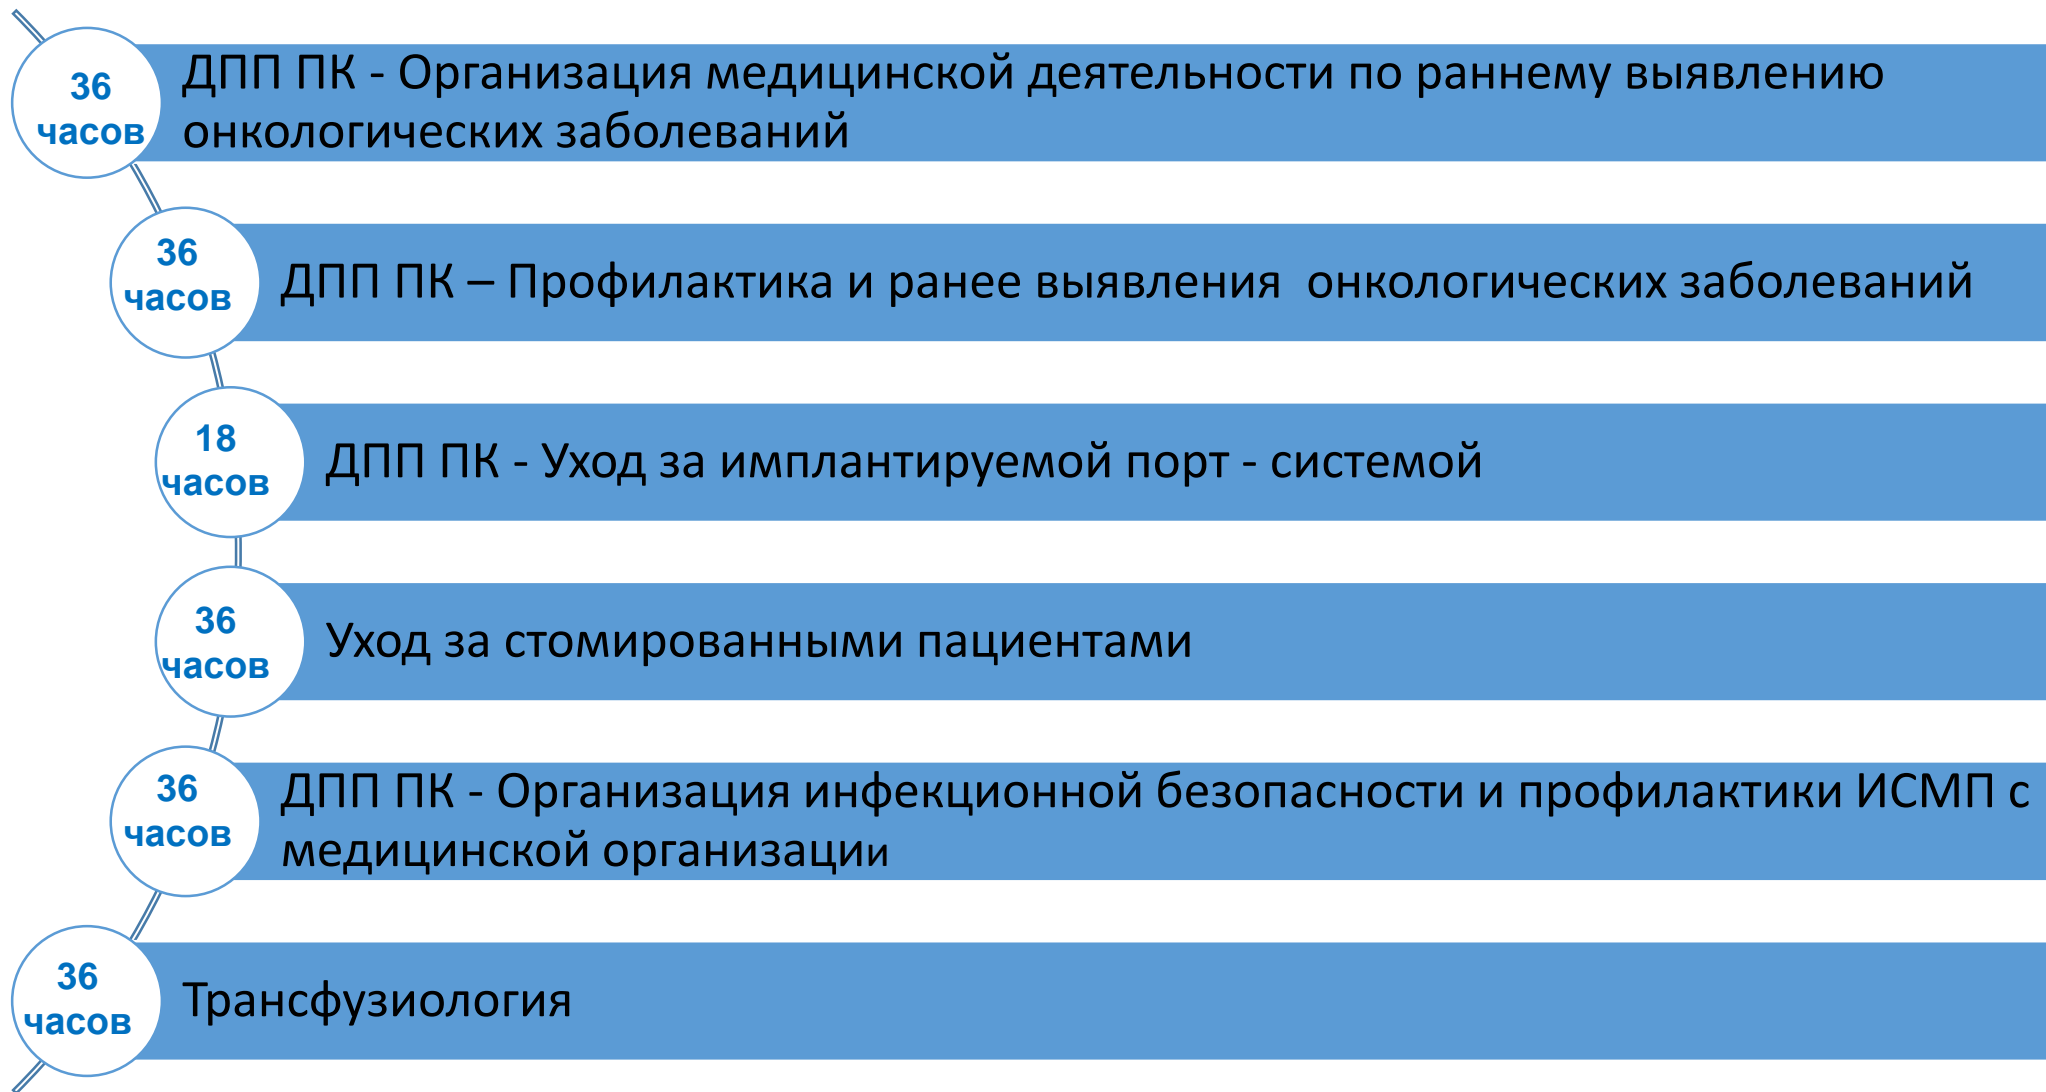 36
часов
ДПП ПК - Организация медицинской деятельности по раннему выявлению
онкологических заболеваний
36
часов
ДПП ПК – Профилактика и ранее выявления  онкологических заболеваний
18
часов
ДПП ПК - Уход за имплантируемой порт - системой
36
часов
Уход за стомированными пациентами
36
часов
ДПП ПК - Организация инфекционной безопасности и профилактики ИСМП с
медицинской организации
36
часов
Трансфузиология